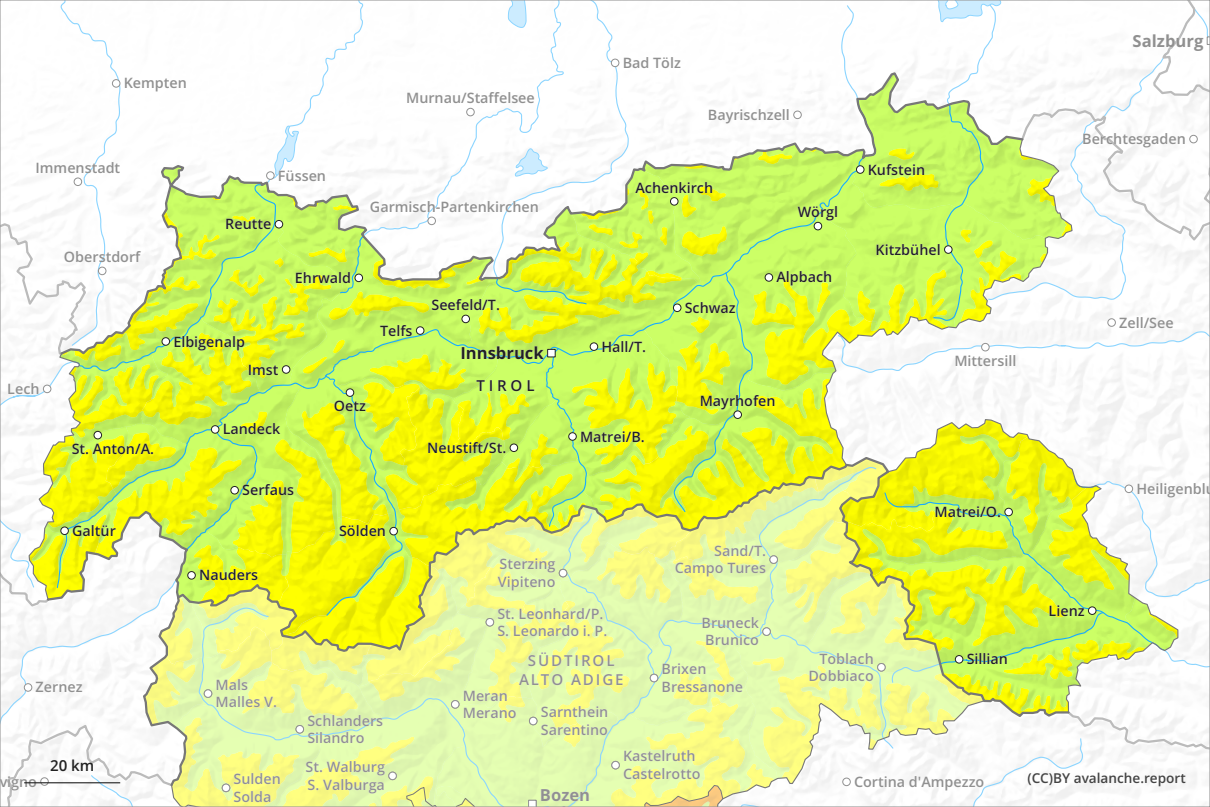 Salzburg
Bad Tölz
Kempten
Murnau/Staffelsee
Bayrischzell
Berchtesgaden
Immenstadt
Füssen
Kufstein
Achenkirch
Garmisch-Partenkirchen
Wörgl
Reutte
Kitzbühel
Oberstdorf
Ehrwald
Alpbach
Seefeld/T.
Schwaz
Zell/See
Telfs
Elbigenalp
Hall/T.
Innsbruck
Mittersill
Imst
TIROL
Lech
Oetz
Mayrhofen
Landeck
Matrei/B.
St. Anton/A.
Neustift/St.
Serfaus
Heiligenblu
Matrei/O.
Galtür
Sölden
Sand/T.
Campo Tures
Sterzing
Vipiteno
Nauders
Lienz
St. Leonhard/P.
S. Leonardo i. P.
Bruneck
Brunico
Sillian
SÜDTIROL
ALTO ADIGE
Toblach
Dobbiaco
Brixen
Bressanone
Zernez
Mals
Malles V.
Meran
Merano
Sarnthein
Sarentino
Schlanders
Silandro
Kastelruth
Castelrotto
St. Walburg
S. Valburga
20 km
vigno
Sulden
Solda
Cortina d'Ampezzo
(CC)BY avalanche.report
Bozen